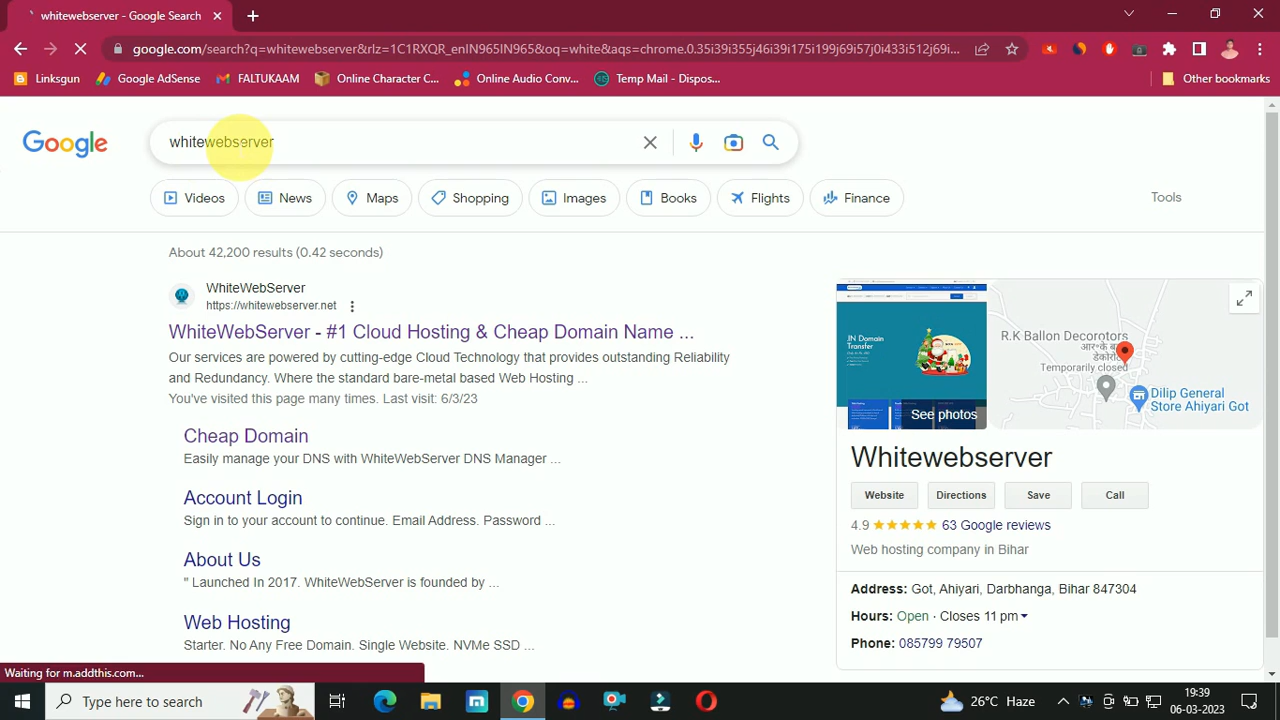 whitewebserver - Google Search
google.com/search?q=whitewebserver&rlz=1C1RXQR_enIN965IN965&oq=white&aqs=chrome.0.35i39i355j46i39i175i199j69i57j0i433i512j69i...
Linksgun Google AdSense FALTUKAAM Online Character C... Online Audio Conv... Temp Mail - Dispos... Other bookmarks
Google
whitewebserver
Videos News Maps Shopping Images Books Flights Finance Tools
About 42,200 results (0.42 seconds)
WhiteWebServer
https://whitewebserver.net
WhiteWebServer - #1 Cloud Hosting & Cheap Domain Name ...
Our services are powered by cutting-edge Cloud Technology that provides outstanding Reliability
and Redundancy. Where the standard bare-metal based Web Hosting ...
You've visited this page many times. Last visit: 6/3/23
Cheap Domain
Easily manage your DNS with WhiteWebServer DNS Manager ...
Account Login
Sign in to your account to continue. Email Address. Password ...
About Us
" Launched In 2017. WhiteWebServer is founded by ...
Web Hosting
Starter. No Any Free Domain. Single Website. NVMe SSD ...
IN Domain
Transfer
See photos
R.K Ballon Decorotors
आर॰के बैलून
डेकोरेटर्स
Temporarily closed
Dilip General
Store Ahiyari Got
Whitewebserver
Website Directions Save Call
4.9 63 Google reviews
Web hosting company in Bihar
Address: Got, Ahiyari, Darbhanga, Bihar 847304
Hours: Open · Closes 11 pm
Phone: 085799 79507
Waiting for m.addthis.com...
Type here to search
26°C Haze
19:39
06-03-2023